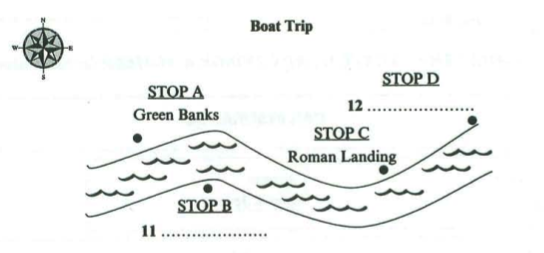 Boat Trip
N
W
E
S
STOP A
Green Banks
STOP D
12 ........................
STOP C
Roman Landing
STOP B
11 ........................